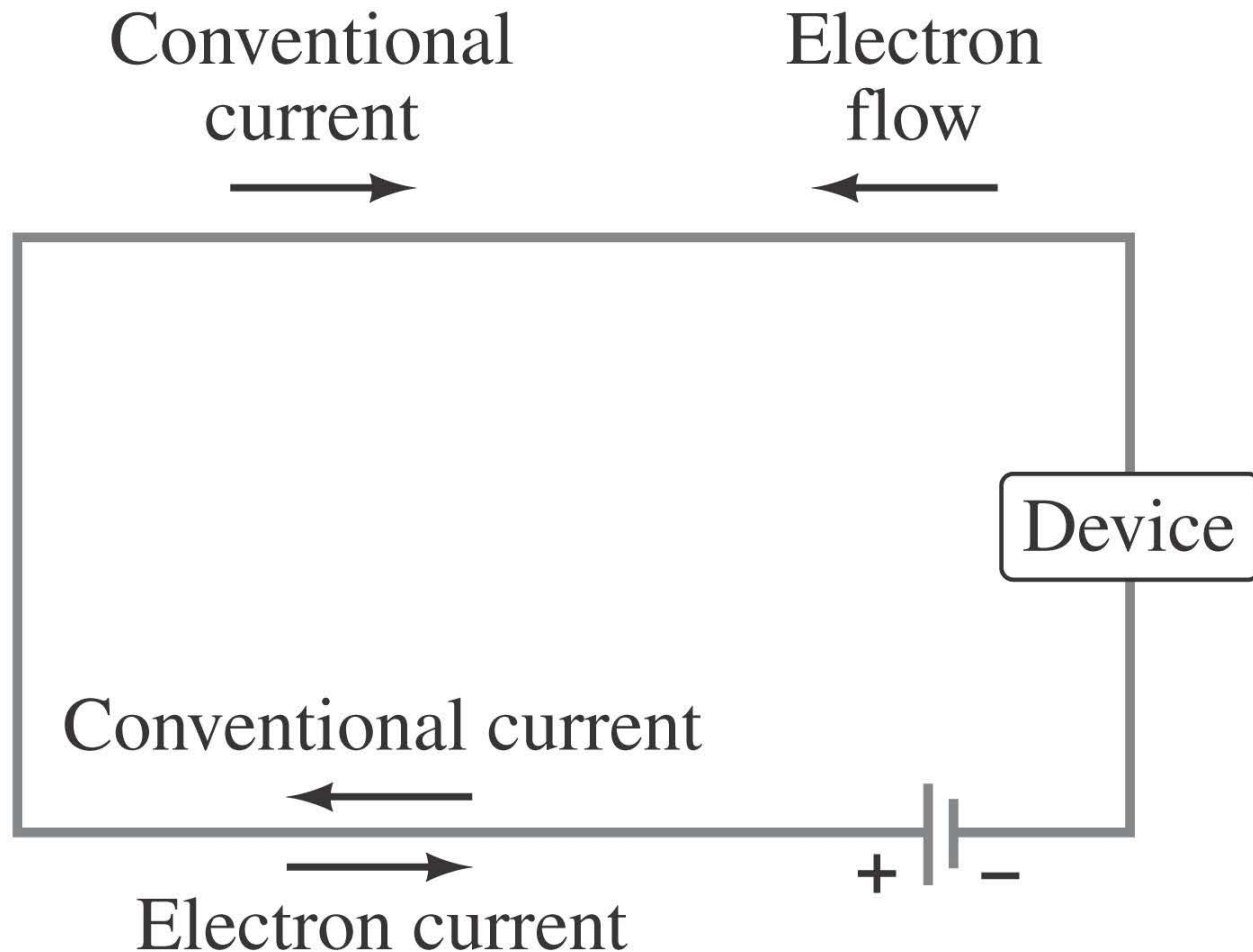 Conventional
current
Electron
flow
Device
Conventional current
+ −
Electron current